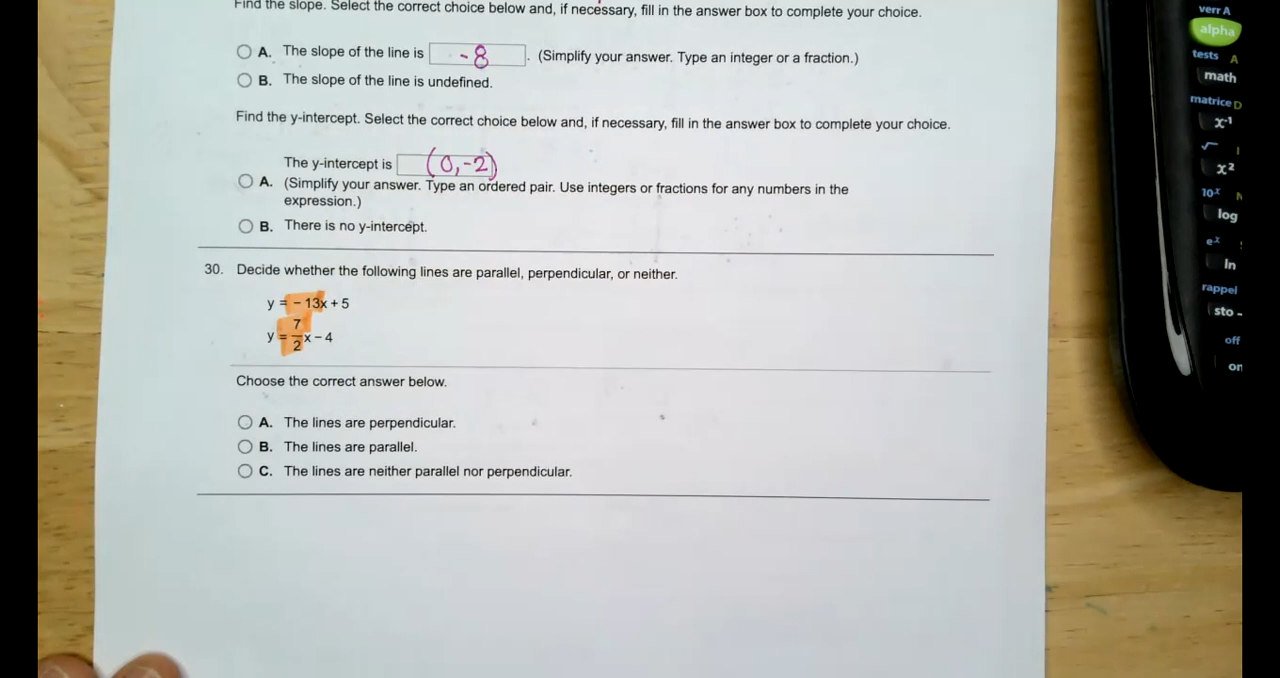 Find the slope. Select the correct choice below and, if necessary, fill in the answer box to complete your choice.
A. The slope of the line is -8. (Simplify your answer. Type an integer or a fraction.)
B. The slope of the line is undefined.
Find the y-intercept. Select the correct choice below and, if necessary, fill in the answer box to complete your choice.
The y-intercept is (0,-2)
A. (Simplify your answer. Type an ordered pair. Use integers or fractions for any numbers in the
expression.)
B. There is no y-intercept.
30. Decide whether the following lines are parallel, perpendicular, or neither.
y = - 13x + 5
y = 7/2 x - 4
Choose the correct answer below.
A. The lines are perpendicular.
B. The lines are parallel.
C. The lines are neither parallel nor perpendicular.
verr A
alpha
tests A
math
matrice D
x-1
√
x²
10x N
log
ex
ln
rappel
sto
off
on